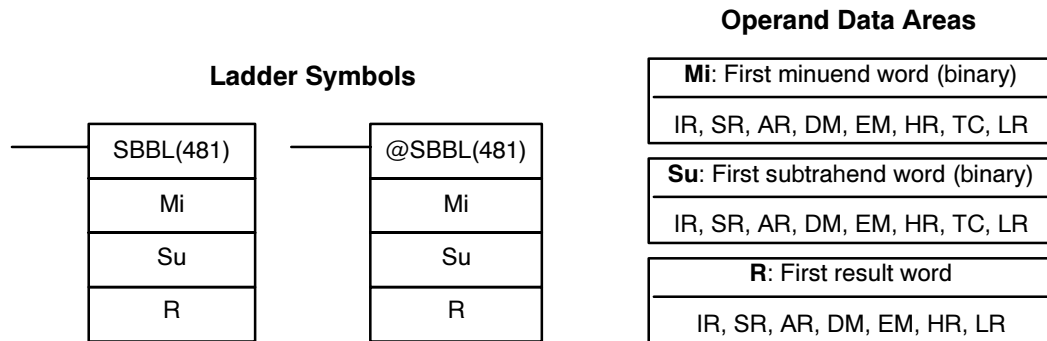 Operand Data Areas
Ladder Symbols
Mi: First minuend word (binary)
IR, SR, AR, DM, EM, HR, TC, LR
SBBL(481)
@SBBL(481)
Su: First subtrahend word (binary)
Mi
Mi
IR, SR, AR, DM, EM, HR, TC, LR
Su
Su
R: First result word
R
R
IR, SR, AR, DM, EM, HR, LR